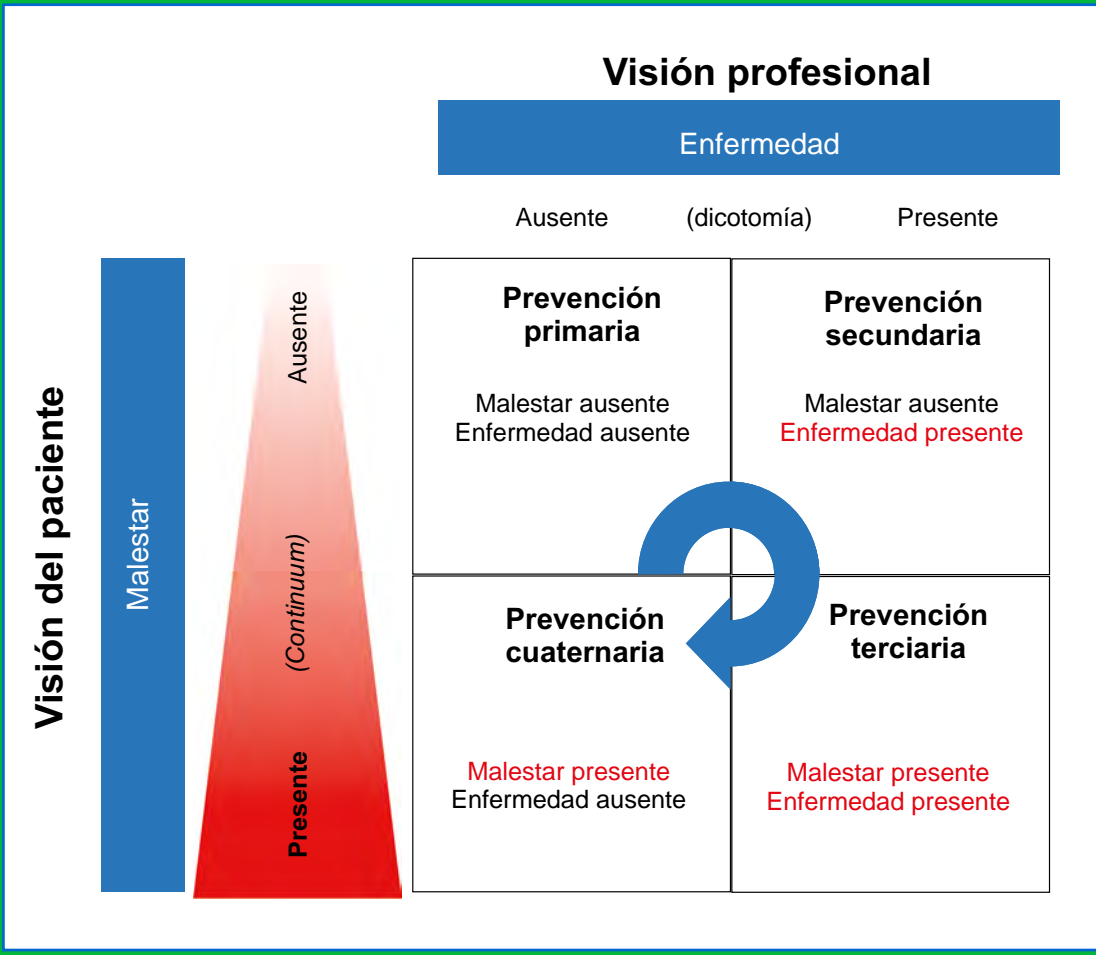 Visión profesional
Enfermedad
Ausente (dicotomía) Presente
Visión del paciente
Malestar
Ausente
(Continuum)
Presente
Prevención
primaria
Malestar ausente
Enfermedad ausente
Prevención
secundaria
Malestar ausente
Enfermedad presente
Prevención
cuaternaria
Malestar presente
Enfermedad ausente
Prevención
terciaria
Malestar presente
Enfermedad presente